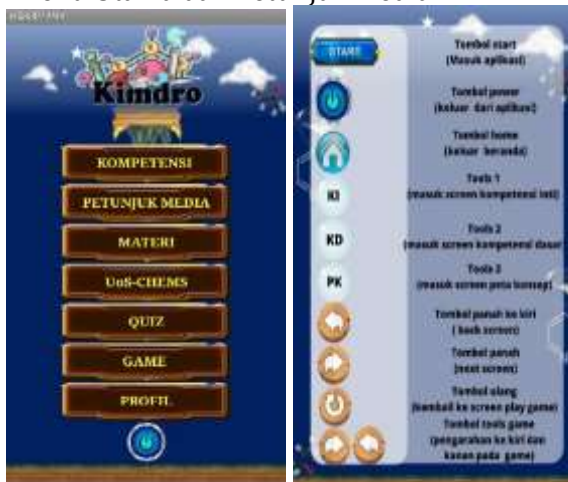 Kimdro
KOMPETENSI
PETUNJUK MEDIA
MATERI
UoS-CHEMS
QUIZ
GAME
PROFIL
START
Tombol start
(Masuk aplikasi)
Tombol power
(keluar dari aplikasi)
Tombol home
(keluar beranda)
KI
Tools 1
(masuk screen kompetensi inti)
KD
Tools 2
(masuk screen kompetensi dasar
PK
Tools 3
(masuk screen peta konsep)
Tombol panah ke kiri
( back screen)
Tombol panah
(next screen)
Tombol ulang
(kembali ke screen play game)
Tombol tools game
(pengarahan ke kiri dan
kanan pada game)